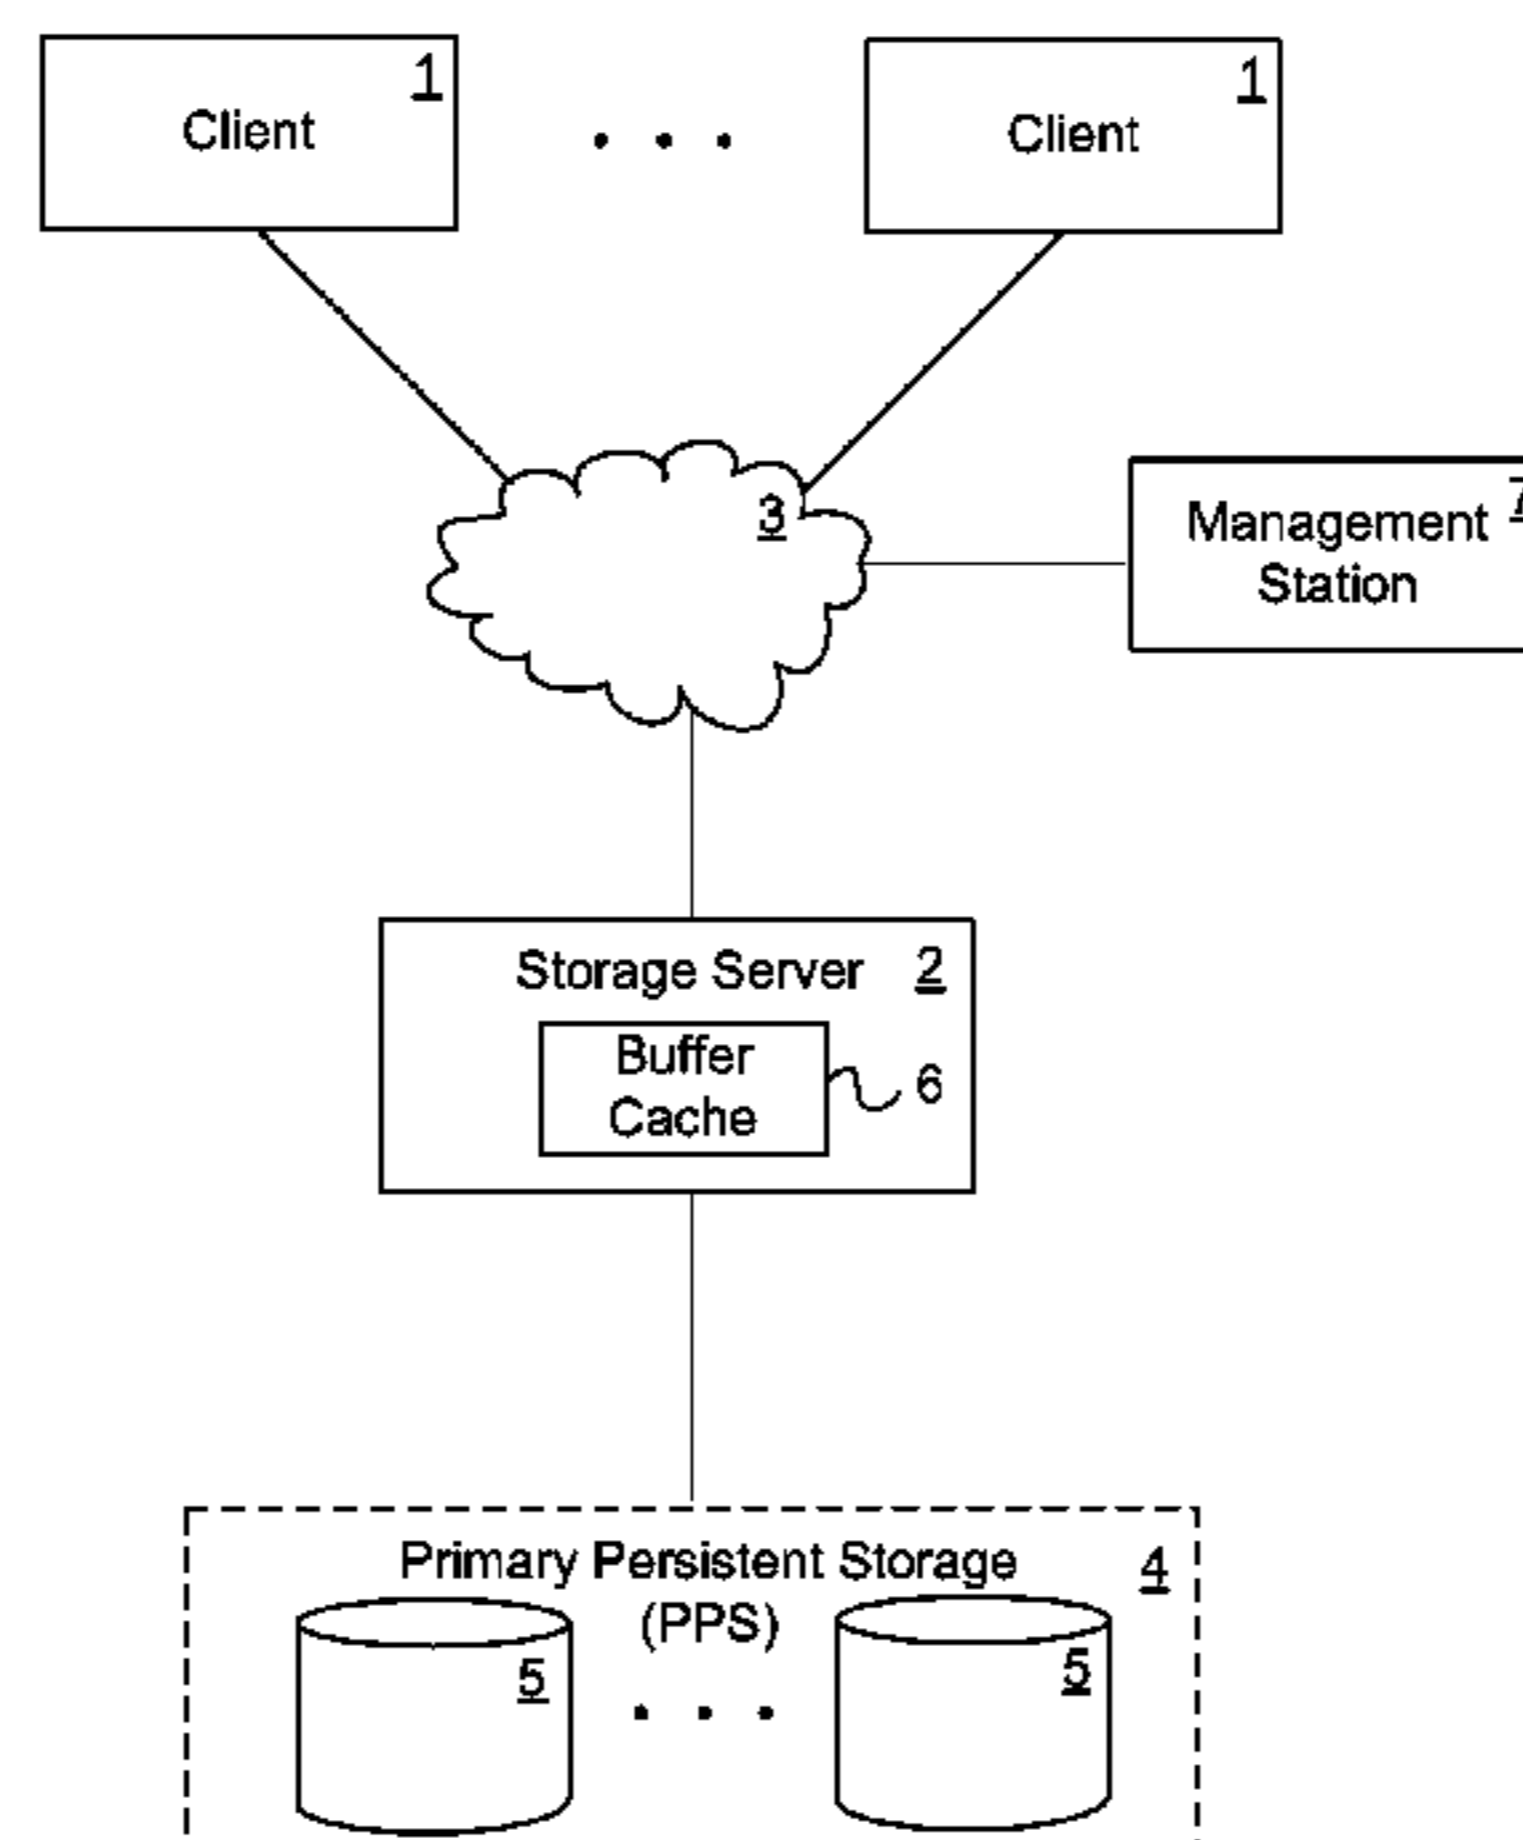 1
Client
1
Client
3
Management
Station
7
Storage Server 2
Buffer
Cache
6
Primary Persistent Storage
(PPS)
4
5
5